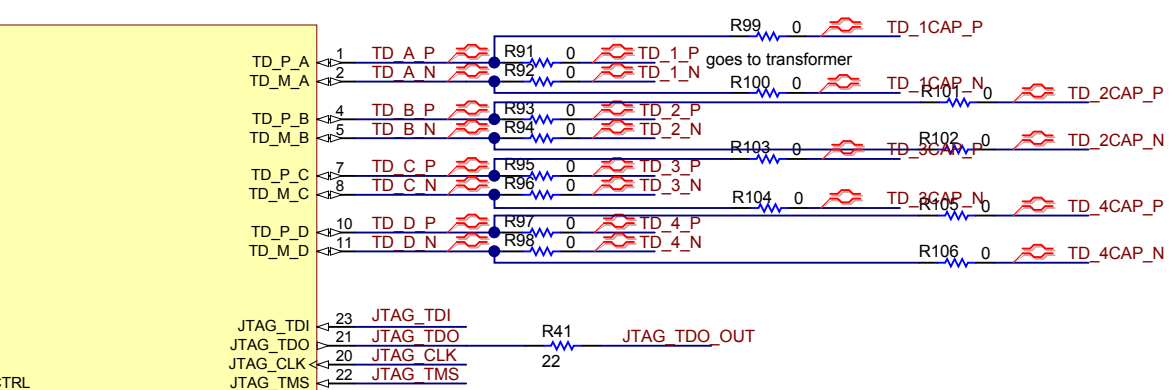 R99 0 TD_1CAP_P
TD_P_A 1 TD_A_P R91 0 TD_1_P goes to transformer
TD_M_A 2 TD_A_N R92 0 TD_1_N
R100 0 TD_1CAP_N
R101 0 TD_2CAP_P
TD_P_B 4 TD_B_P R93 0 TD_2_P
TD_M_B 5 TD_B_N R94 0 TD_2_N
R102 0 TD_2CAP_N
R103 0 TD_3CAP_P
TD_P_C 7 TD_C_P R95 0 TD_3_P
TD_M_C 8 TD_C_N R96 0 TD_3_N
R104 0 TD_3CAP_N
R105 0 TD_4CAP_P
TD_P_D 10 TD_D_P R97 0 TD_4_P
TD_M_D 11 TD_D_N R98 0 TD_4_N
R106 0 TD_4CAP_N
JTAG_TDI 23 JTAG_TDI
JTAG_TDO 21 JTAG_TDO R41 22 JTAG_TDO_OUT
JTAG_CLK 20 JTAG_CLK
CTRL JTAG_TMS 22 JTAG_TMS